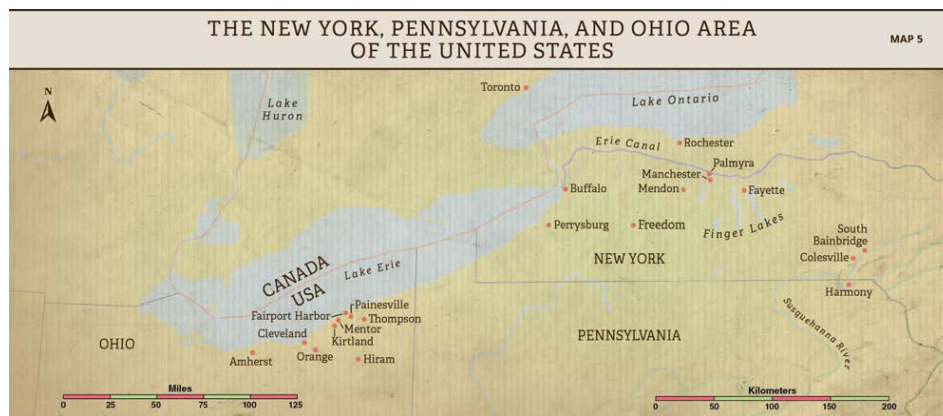 THE NEW YORK, PENNSYLVANIA, AND OHIO AREA
OF THE UNITED STATES
MAP 5
N
Lake
Huron
Toronto
Lake Ontario
Erie Canal
Rochester
Palmyra
Manchester
Mendon
Fayette
Buffalo
Perrysburg
Freedom
Finger Lakes
South
Bainbridge
Colesville
NEW YORK
Harmony
CANADA
USA
Lake Erie
Painesville
Fairport Harbor
Thompson
Mentor
Cleveland
Kirtland
OHIO
Amherst
Orange
Hiram
PENNSYLVANIA
Susquehanna River
Miles
0 25 50 75 100 125
Kilometers
0 50 100 150 200